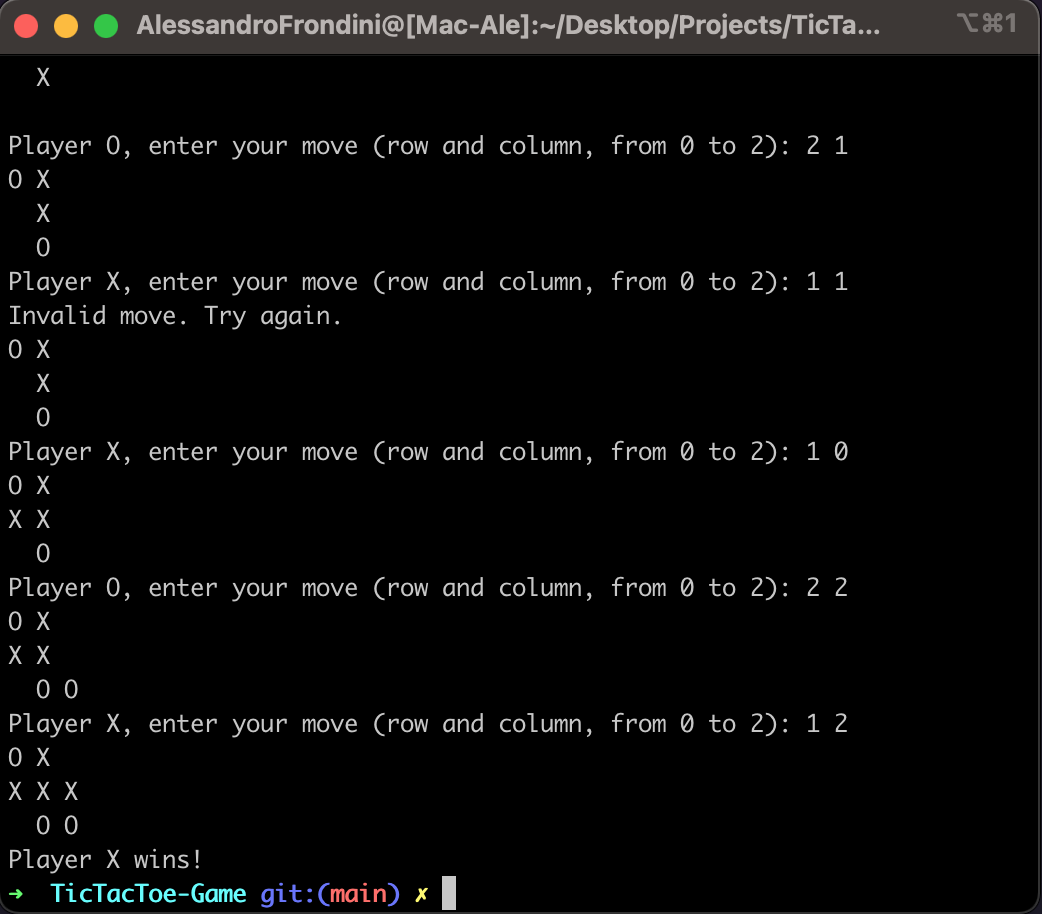 AlessandroFrondini@[Mac-Ale]:~/Desktop/Projects/TicTa... ⌥⌘1
  X
Player O, enter your move (row and column, from 0 to 2): 2 1
O X
  X
  O
Player X, enter your move (row and column, from 0 to 2): 1 1
Invalid move. Try again.
O X
  X
  O
Player X, enter your move (row and column, from 0 to 2): 1 0
O X
X X
  O
Player O, enter your move (row and column, from 0 to 2): 2 2
O X
X X
  O O
Player X, enter your move (row and column, from 0 to 2): 1 2
O X
X X X
  O O
Player X wins!
→  TicTacToe-Game git:(main) ✗